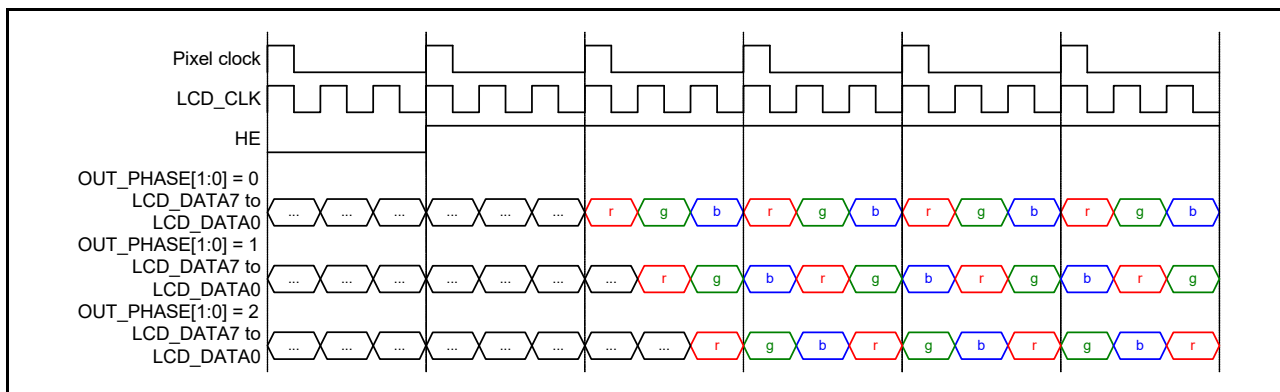 Pixel clock
LCD_CLK
HE
OUT_PHASE[1:0] = 0
LCD_DATA7 to
LCD_DATA0
... ... ... ... ... ... r g b r g b r g b r g b
OUT_PHASE[1:0] = 1
LCD_DATA7 to
LCD_DATA0
... ... ... ... ... ... ... r g b r g b r g b r g
OUT_PHASE[1:0] = 2
LCD_DATA7 to
LCD_DATA0
... ... ... ... ... ... ... ... r g b r g b r g b r